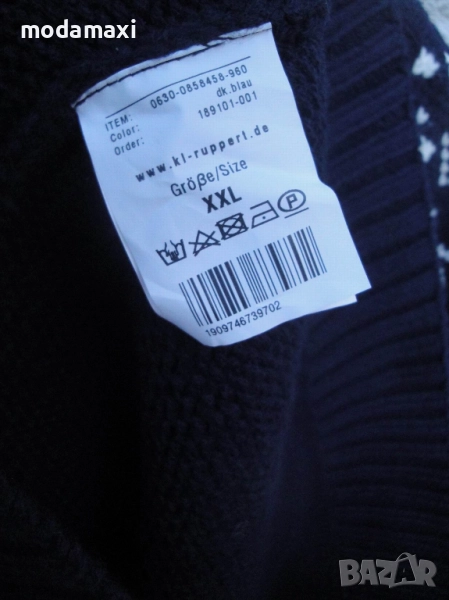 modamaxi
ITEM: 0630-0858458-960
Color: dk.blau
Order: 189101-001
www.kl-ruppert.de
Größe/Size
XXL
1909746739702
BAZAR